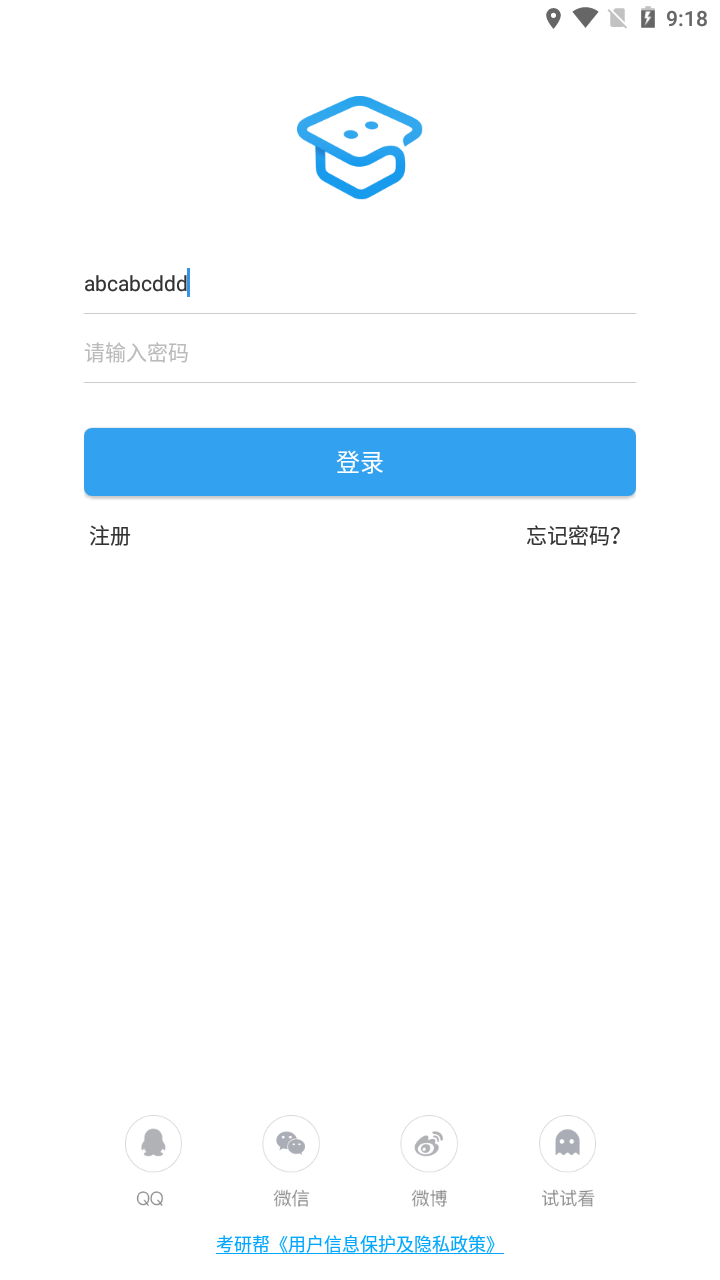 9:18
abcabcddd
请输入密码
登录
注册 忘记密码?
QQ 微信 微博 试试看
考研帮《用户信息保护及隐私政策》